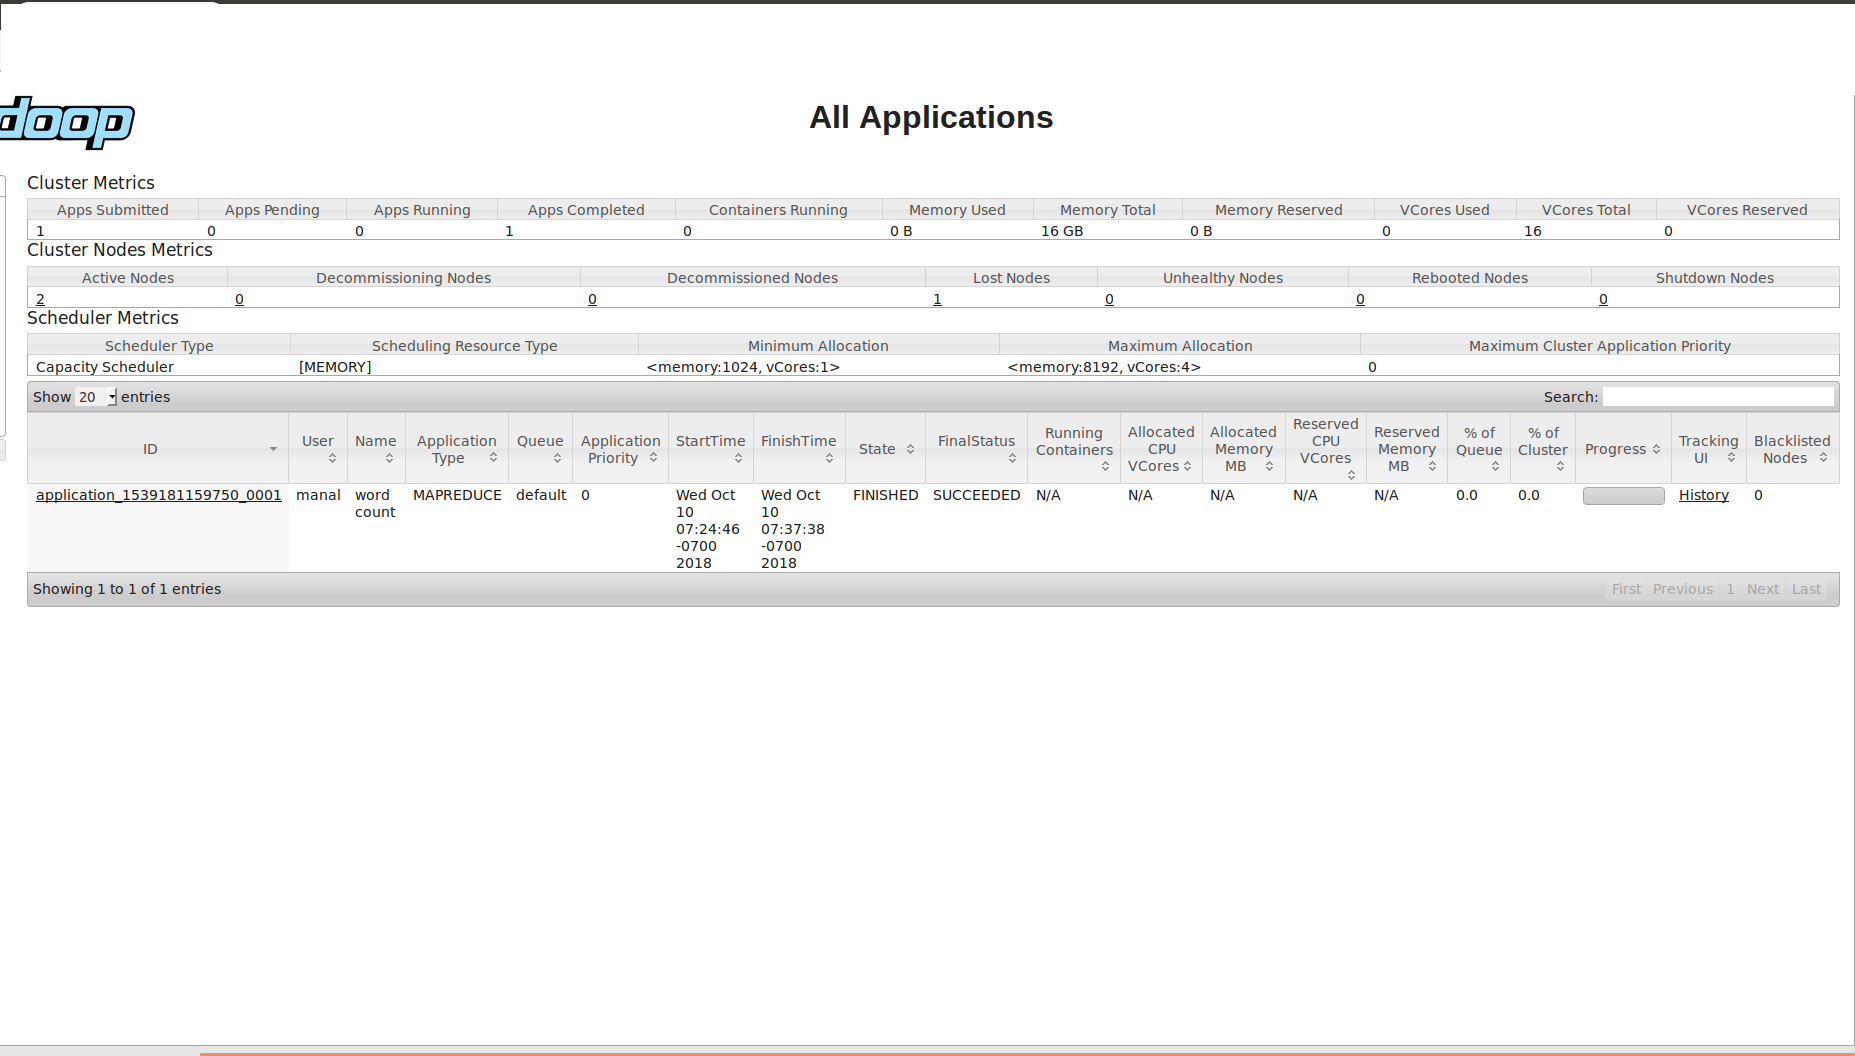 doop
All Applications
Cluster Metrics
Apps Submitted Apps Pending Apps Running Apps Completed Containers Running Memory Used Memory Total Memory Reserved VCores Used VCores Total VCores Reserved
1 0 0 1 0 0 B 16 GB 0 B 0 16 0
Cluster Nodes Metrics
Active Nodes Decommissioning Nodes Decommissioned Nodes Lost Nodes Unhealthy Nodes Rebooted Nodes Shutdown Nodes
2 0 0 1 0 0 0
Scheduler Metrics
Scheduler Type Scheduling Resource Type Minimum Allocation Maximum Allocation Maximum Cluster Application Priority
Capacity Scheduler [MEMORY] <memory:1024, vCores:1> <memory:8192, vCores:4> 0
Show 20 entries Search:
ID User Name Application Type Queue Application Priority StartTime FinishTime State FinalStatus Running Containers Allocated CPU VCores Allocated Memory MB Reserved CPU VCores Reserved Memory MB % of Queue % of Cluster Progress Tracking UI Blacklisted Nodes
application_1539181159750_0001 manal word count MAPREDUCE default 0 Wed Oct 10 07:24:46 -0700 2018 Wed Oct 10 07:37:38 -0700 2018 FINISHED SUCCEEDED N/A N/A N/A N/A N/A 0.0 0.0 History 0
Showing 1 to 1 of 1 entries First Previous 1 Next Last